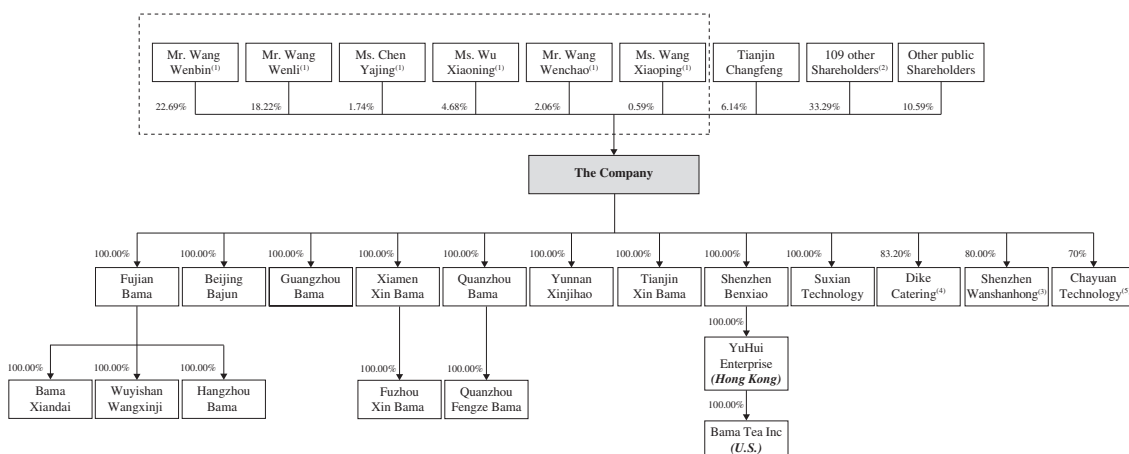 Mr. Wang
Wenbin(1)
Mr. Wang
Wenli(1)
Ms. Chen
Yajing(1)
Ms. Wu
Xiaoning(1)
Mr. Wang
Wenchao(1)
Ms. Wang
Xiaoping(1)
Tianjin
Changfeng
109 other
Shareholders(2)
Other public
Shareholders
22.69%
18.22%
1.74%
4.68%
2.06%
0.59%
6.14%
33.29%
10.59%
The Company
100.00%
100.00%
100.00%
100.00%
100.00%
100.00%
100.00%
100.00%
100.00%
83.20%
80.00%
70%
Fujian
Bama
Beijing
Bajun
Guangzhou
Bama
Xiamen
Xin Bama
Quanzhou
Bama
Yunnan
Xinjihao
Tianjin
Xin Bama
Shenzhen
Benxiao
Suxian
Technology
Dike
Catering(4)
Shenzhen
Wanshanhong(3)
Chayuan
Technology(5)
100.00%
100.00%
100.00%
100.00%
100.00%
100.00%
Bama
Xiandai
Wuyishan
Wangxinji
Hangzhou
Bama
Fuzhou
Xin Bama
Quanzhou
Fengze Bama
YuHui
Enterprise
(Hong Kong)
100.00%
Bama Tea Inc
(U.S.)